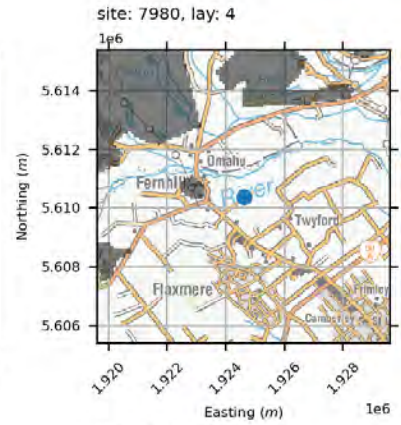 site: 7980, lay: 4
1e6
5.614
5.612
5.610
5.608
5.606
Northing (m)
Omahu
Fernhill
River
Twyford
Flaxmere
Frimley
Camberley
1.920
1.922
1.924
1.926
1.928
1e6
Easting (m)